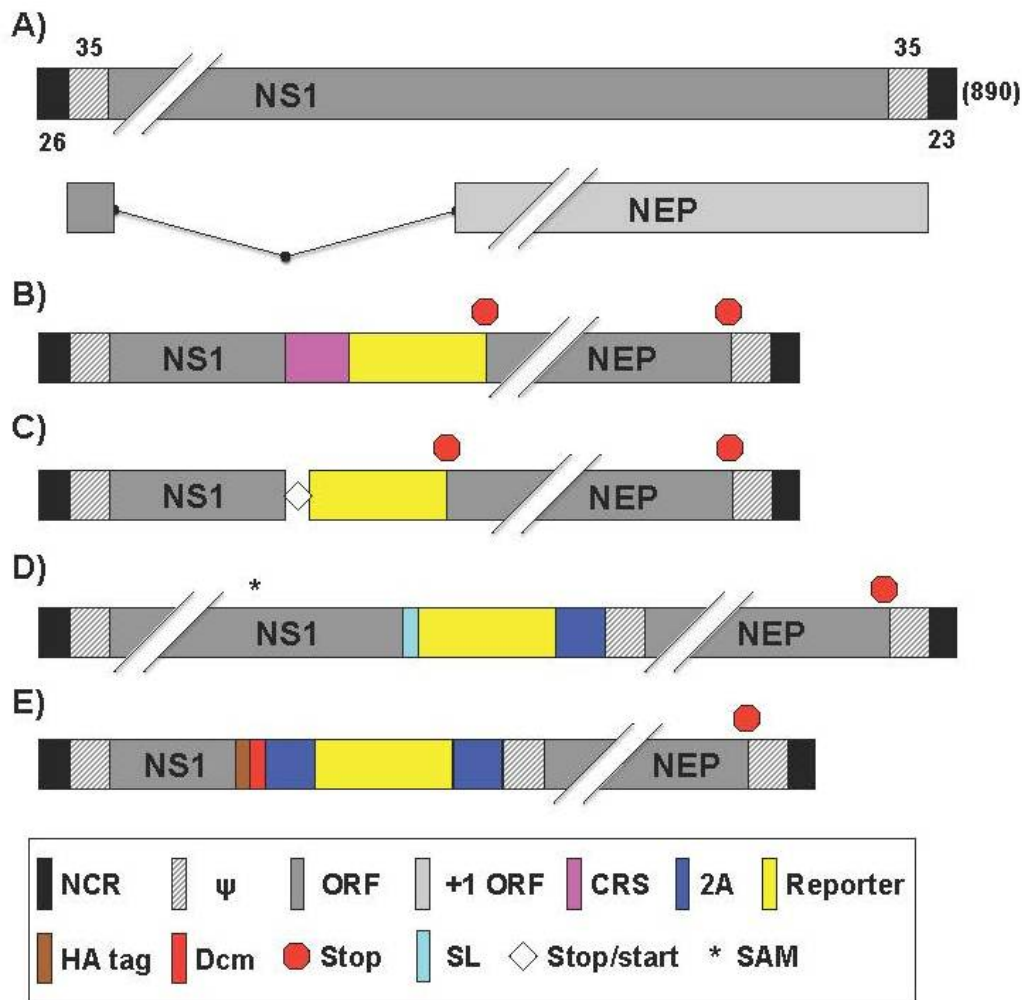 A)
35 35
NS1 (890)
26 23
NEP
B)
NS1 NEP
C)
NS1 NEP
D)
*
NS1 NEP
E)
NS1 NEP
NCR ψ ORF +1 ORF CRS 2A Reporter
HA tag Dcm Stop SL Stop/start * SAM